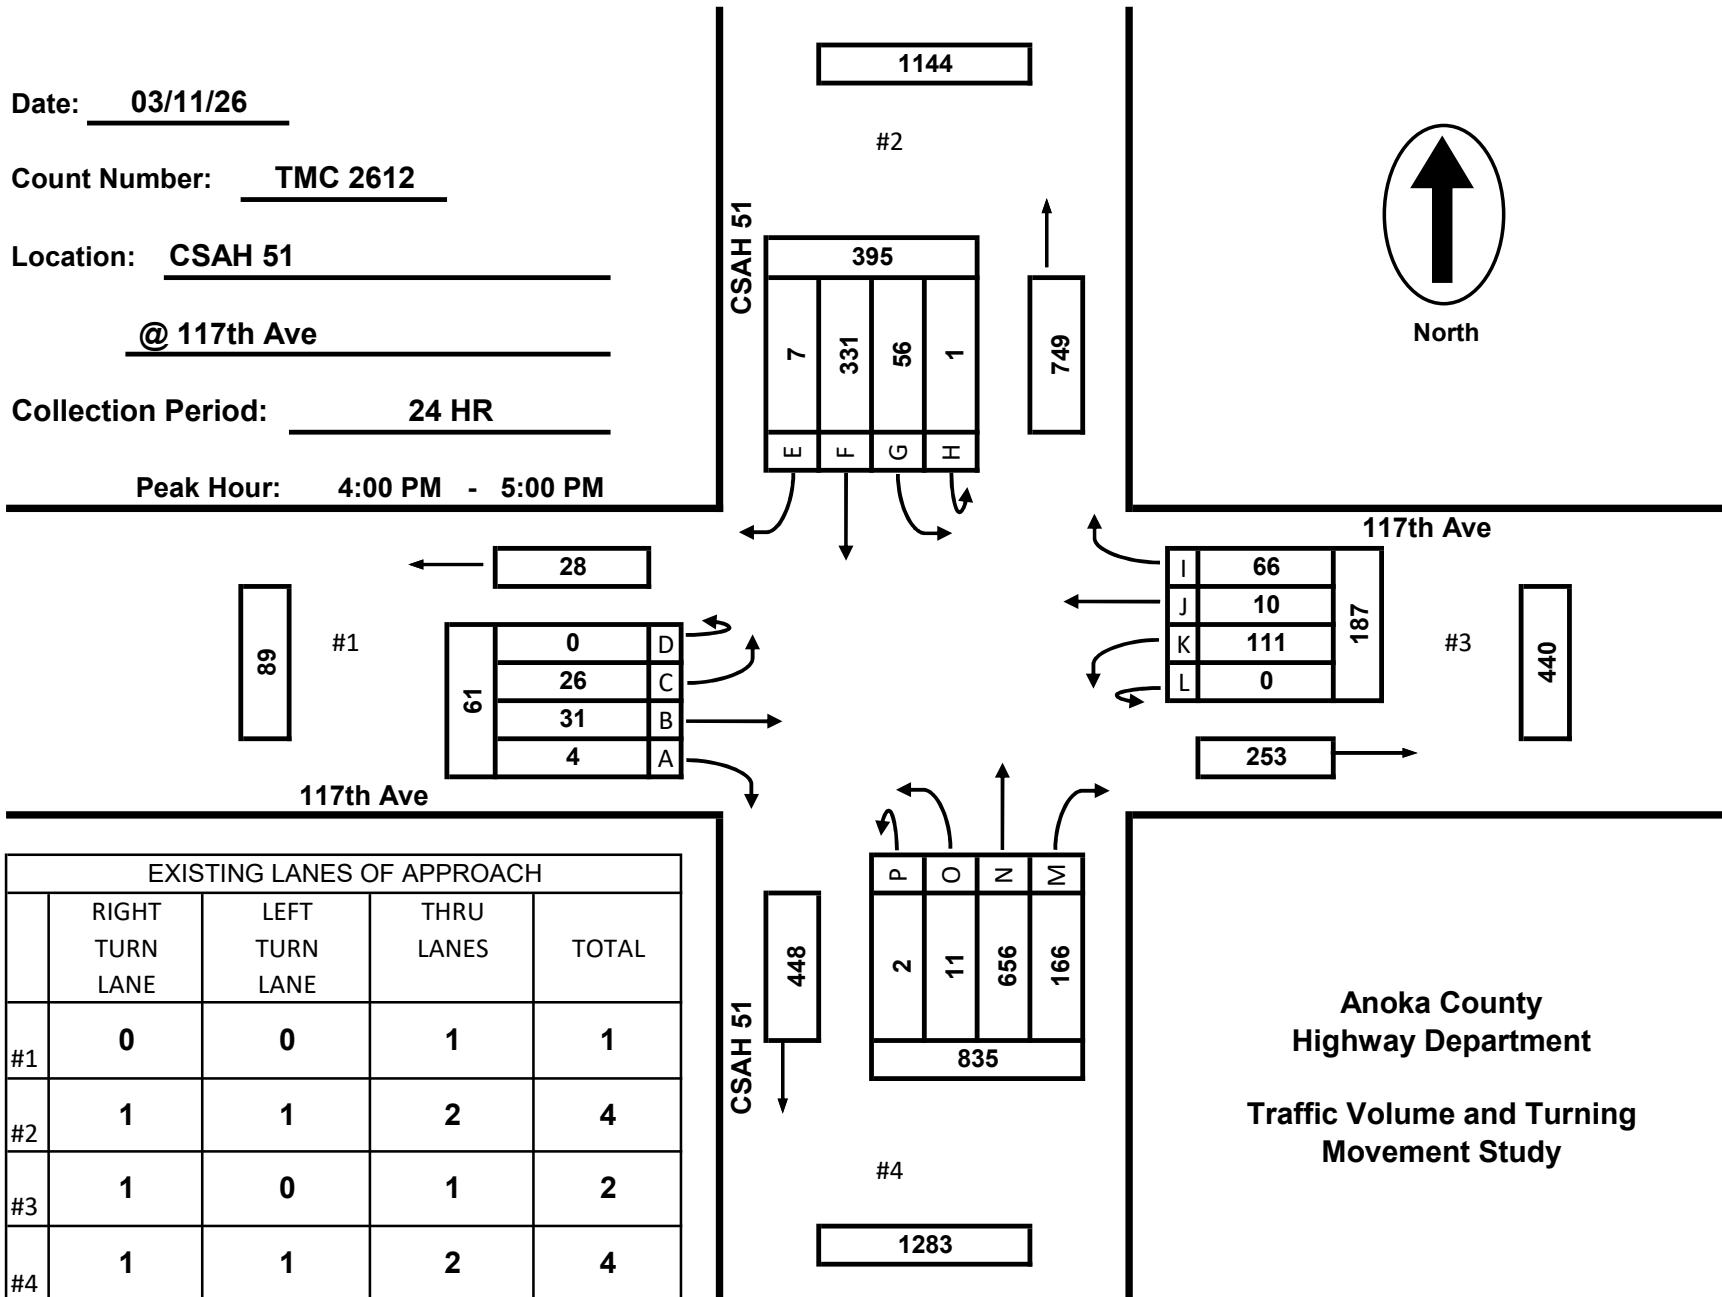 Date: 03/11/26
Count Number: TMC 2612
Location: CSAH 51
@ 117th Ave
Collection Period: 24 HR
Peak Hour: 4:00 PM - 5:00 PM
1144
#2
CSAH 51
395
7 331 56 1
E F G H
749
North
117th Ave
28
89
#1
61
0 D
26 C
31 B
4 A
117th Ave
I 66
J 10
K 111
L 0
187
#3
440
253
P O N M
2 11 656 166
835
448
CSAH 51
#4
1283
EXISTING LANES OF APPROACH
RIGHT TURN LANE LEFT TURN LANE THRU LANES TOTAL
#1 0 0 1 1
#2 1 1 2 4
#3 1 0 1 2
#4 1 1 2 4
Anoka County
Highway Department
Traffic Volume and Turning
Movement Study